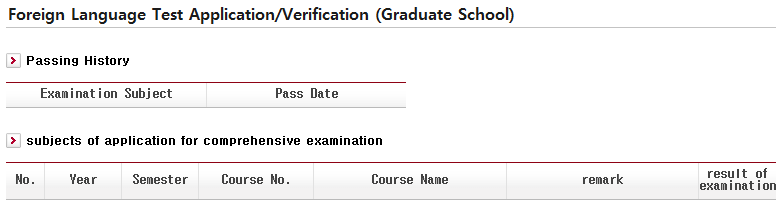 Foreign Language Test Application/Verification (Graduate School)
Passing History
Examination Subject Pass Date
subjects of application for comprehensive examination
No. Year Semester Course No. Course Name remark result of examination